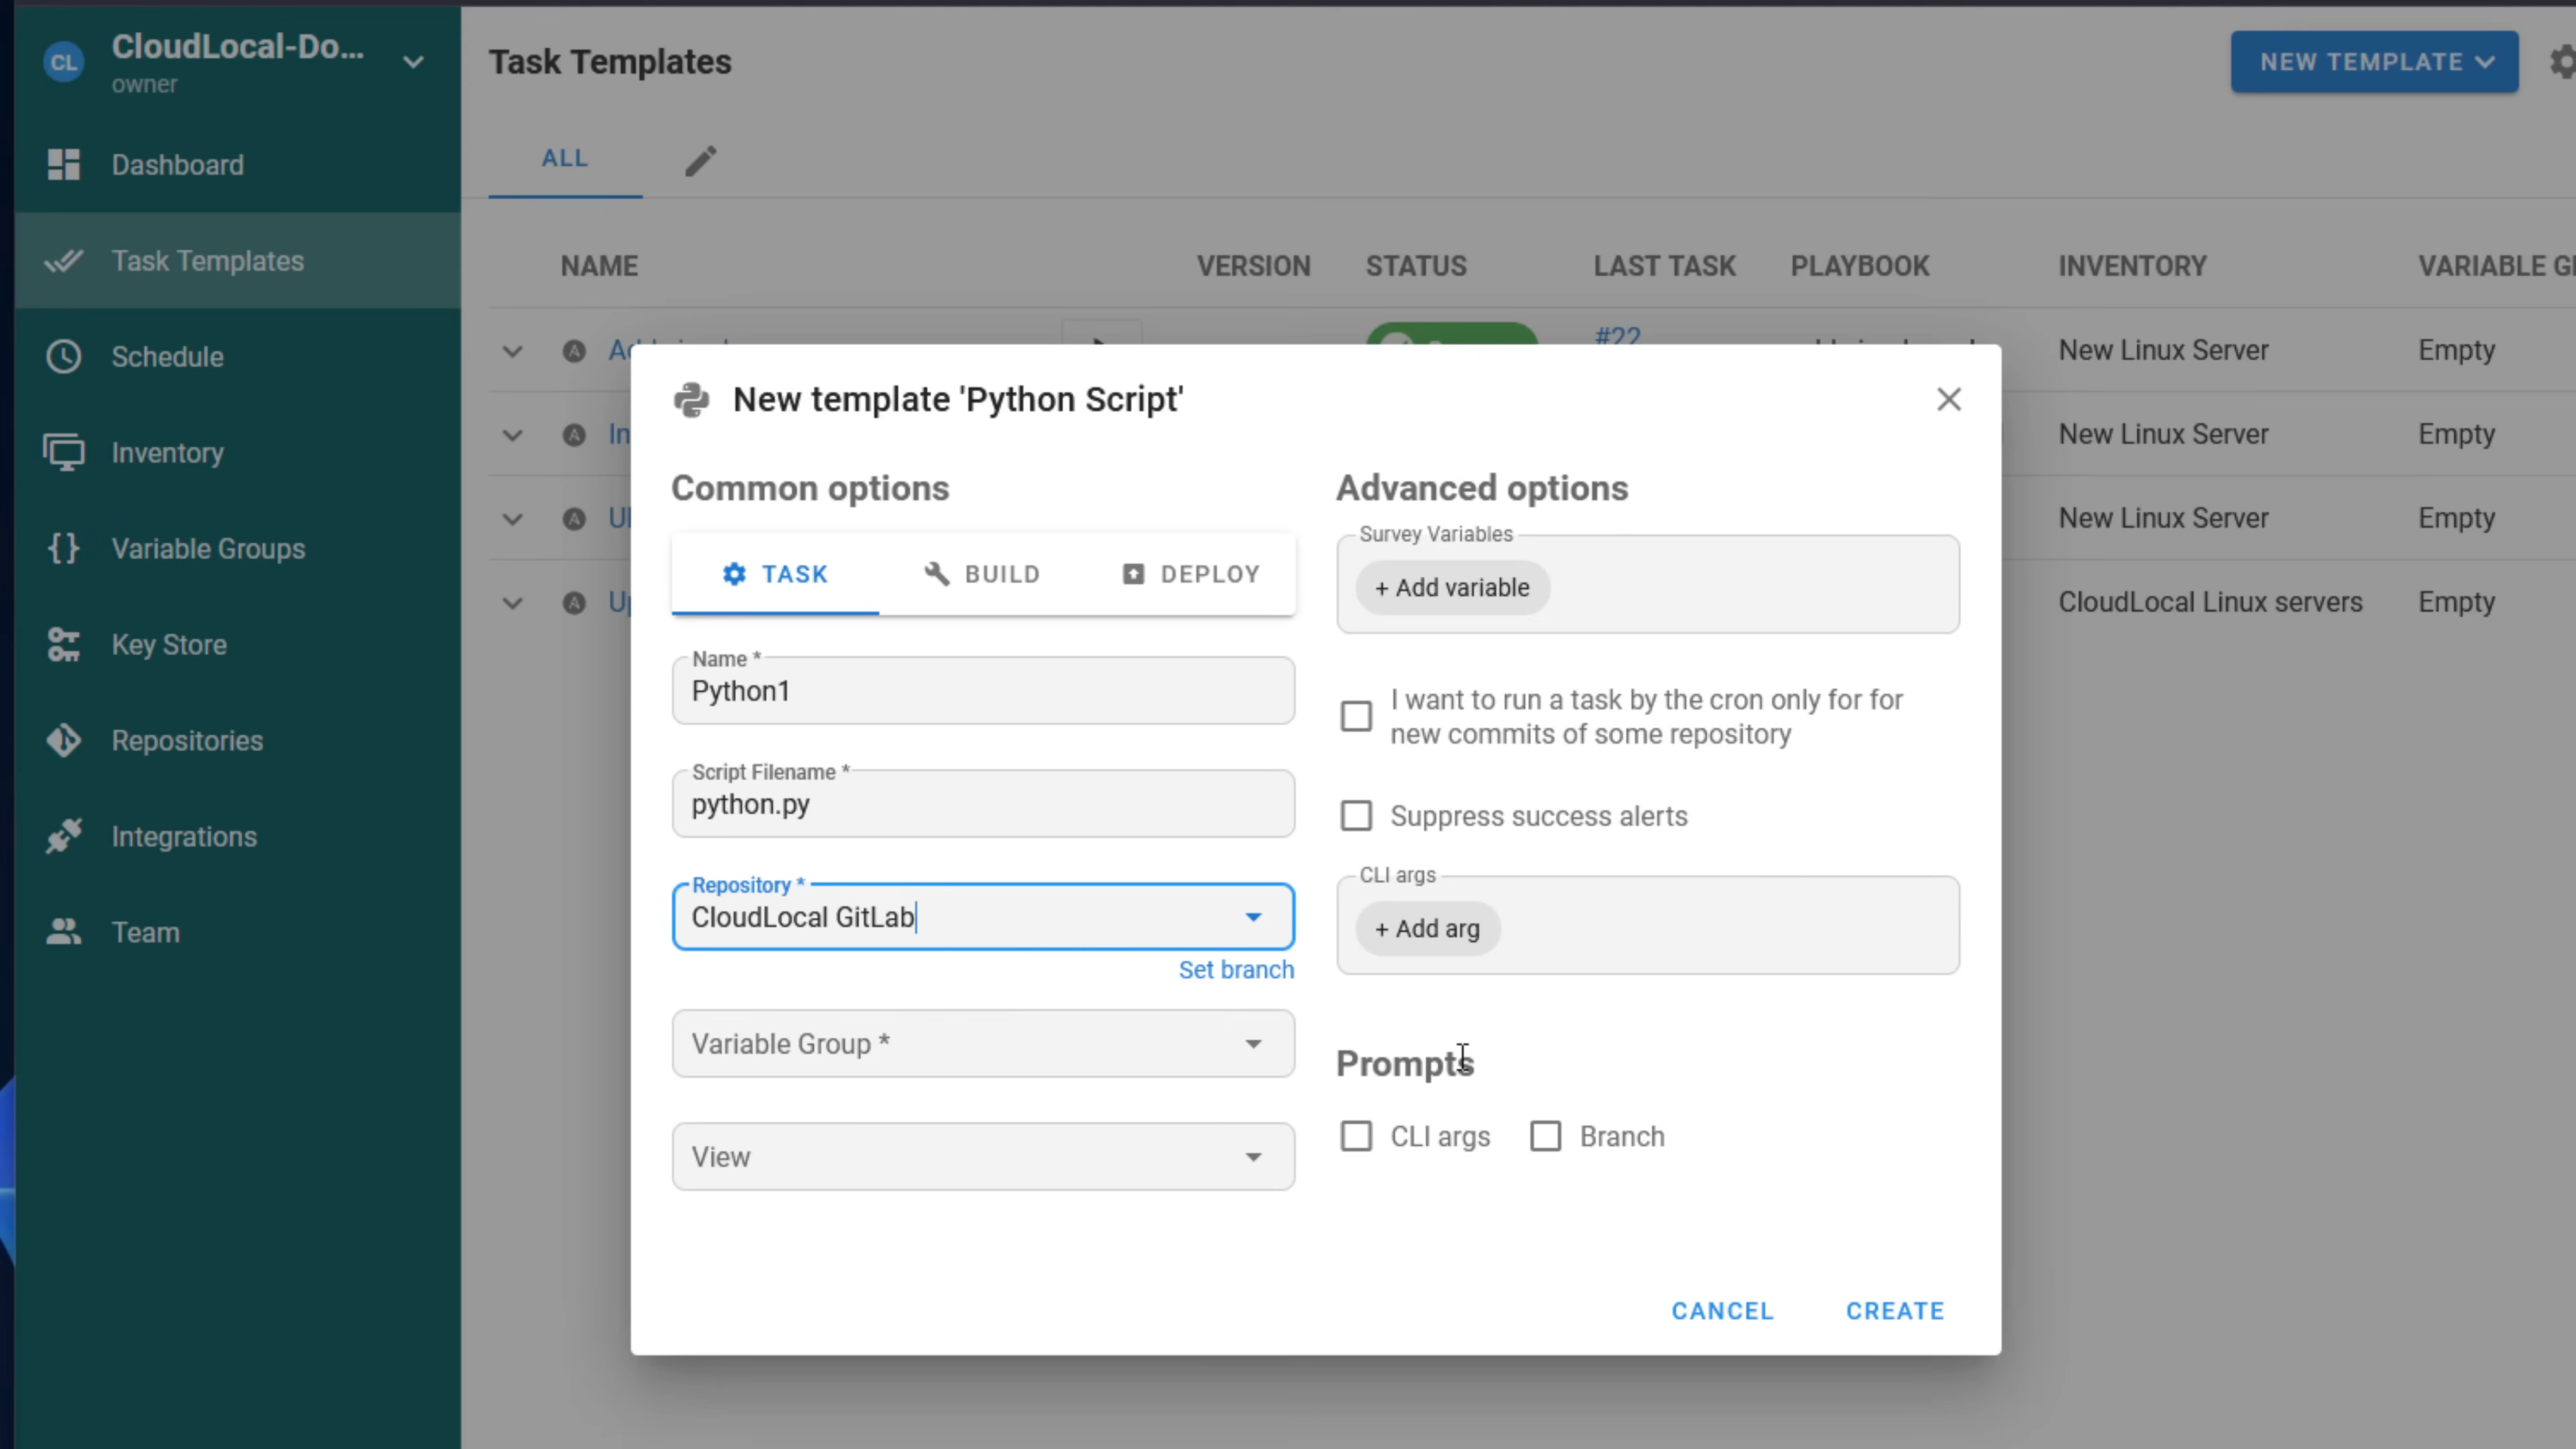 CL
CloudLocal-Do...
owner
Dashboard
Task Templates
Schedule
Inventory
Variable Groups
Key Store
Repositories
Integrations
Team
Task Templates
NEW TEMPLATE
ALL
NAME
VERSION
STATUS
LAST TASK
PLAYBOOK
INVENTORY
#22
New Linux Server
Empty
New Linux Server
Empty
New Linux Server
Empty
CloudLocal Linux servers
Empty
New template 'Python Script'
Common options
TASK
BUILD
DEPLOY
Name *
Python1
Script Filename *
python.py
Repository *
CloudLocal GitLab
Set branch
Variable Group *
View
Advanced options
Survey Variables
+ Add variable
I want to run a task by the cron only for for
new commits of some repository
Suppress success alerts
CLI args
+ Add arg
Prompts
CLI args
Branch
CANCEL
CREATE